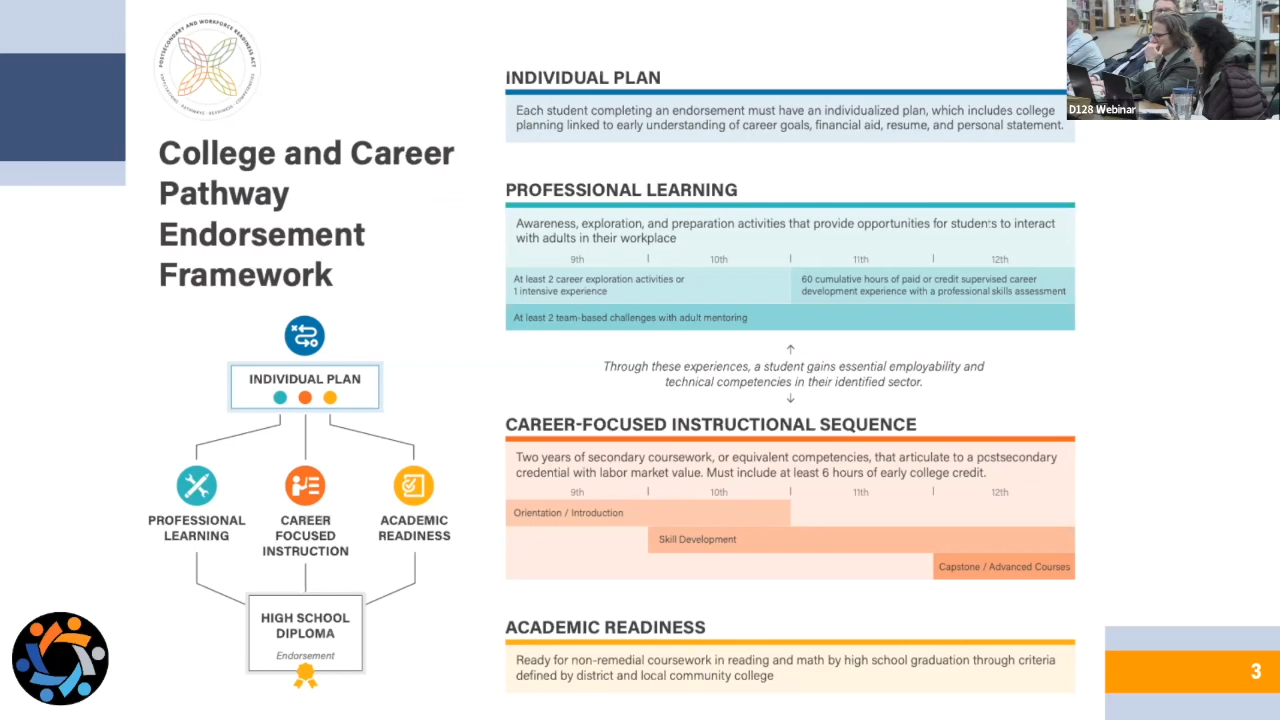 POSTSECONDARY AND WORKFORCE READINESS ACT
College and Career
Pathway
Endorsement
Framework
INDIVIDUAL PLAN
PROFESSIONAL
LEARNING
CAREER
FOCUSED
INSTRUCTION
ACADEMIC
READINESS
HIGH SCHOOL
DIPLOMA
Endorsement
INDIVIDUAL PLAN
Each student completing an endorsement must have an individualized plan, which includes college
planning linked to early understanding of career goals, financial aid, resume, and personal statement.
PROFESSIONAL LEARNING
Awareness, exploration, and preparation activities that provide opportunities for students to interact
with adults in their workplace
9th 10th 11th 12th
At least 2 career exploration activities or
1 intensive experience
60 cumulative hours of paid or credit supervised career
development experience with a professional skills assessment
At least 2 team-based challenges with adult mentoring
Through these experiences, a student gains essential employability and
technical competencies in their identified sector.
CAREER-FOCUSED INSTRUCTIONAL SEQUENCE
Two years of secondary coursework, or equivalent competencies, that articulate to a postsecondary
credential with labor market value. Must include at least 6 hours of early college credit.
9th 10th 11th 12th
Orientation / Introduction
Skill Development
Capstone / Advanced Courses
ACADEMIC READINESS
Ready for non-remedial coursework in reading and math by high school graduation through criteria
defined by district and local community college
D128 Webinar
3